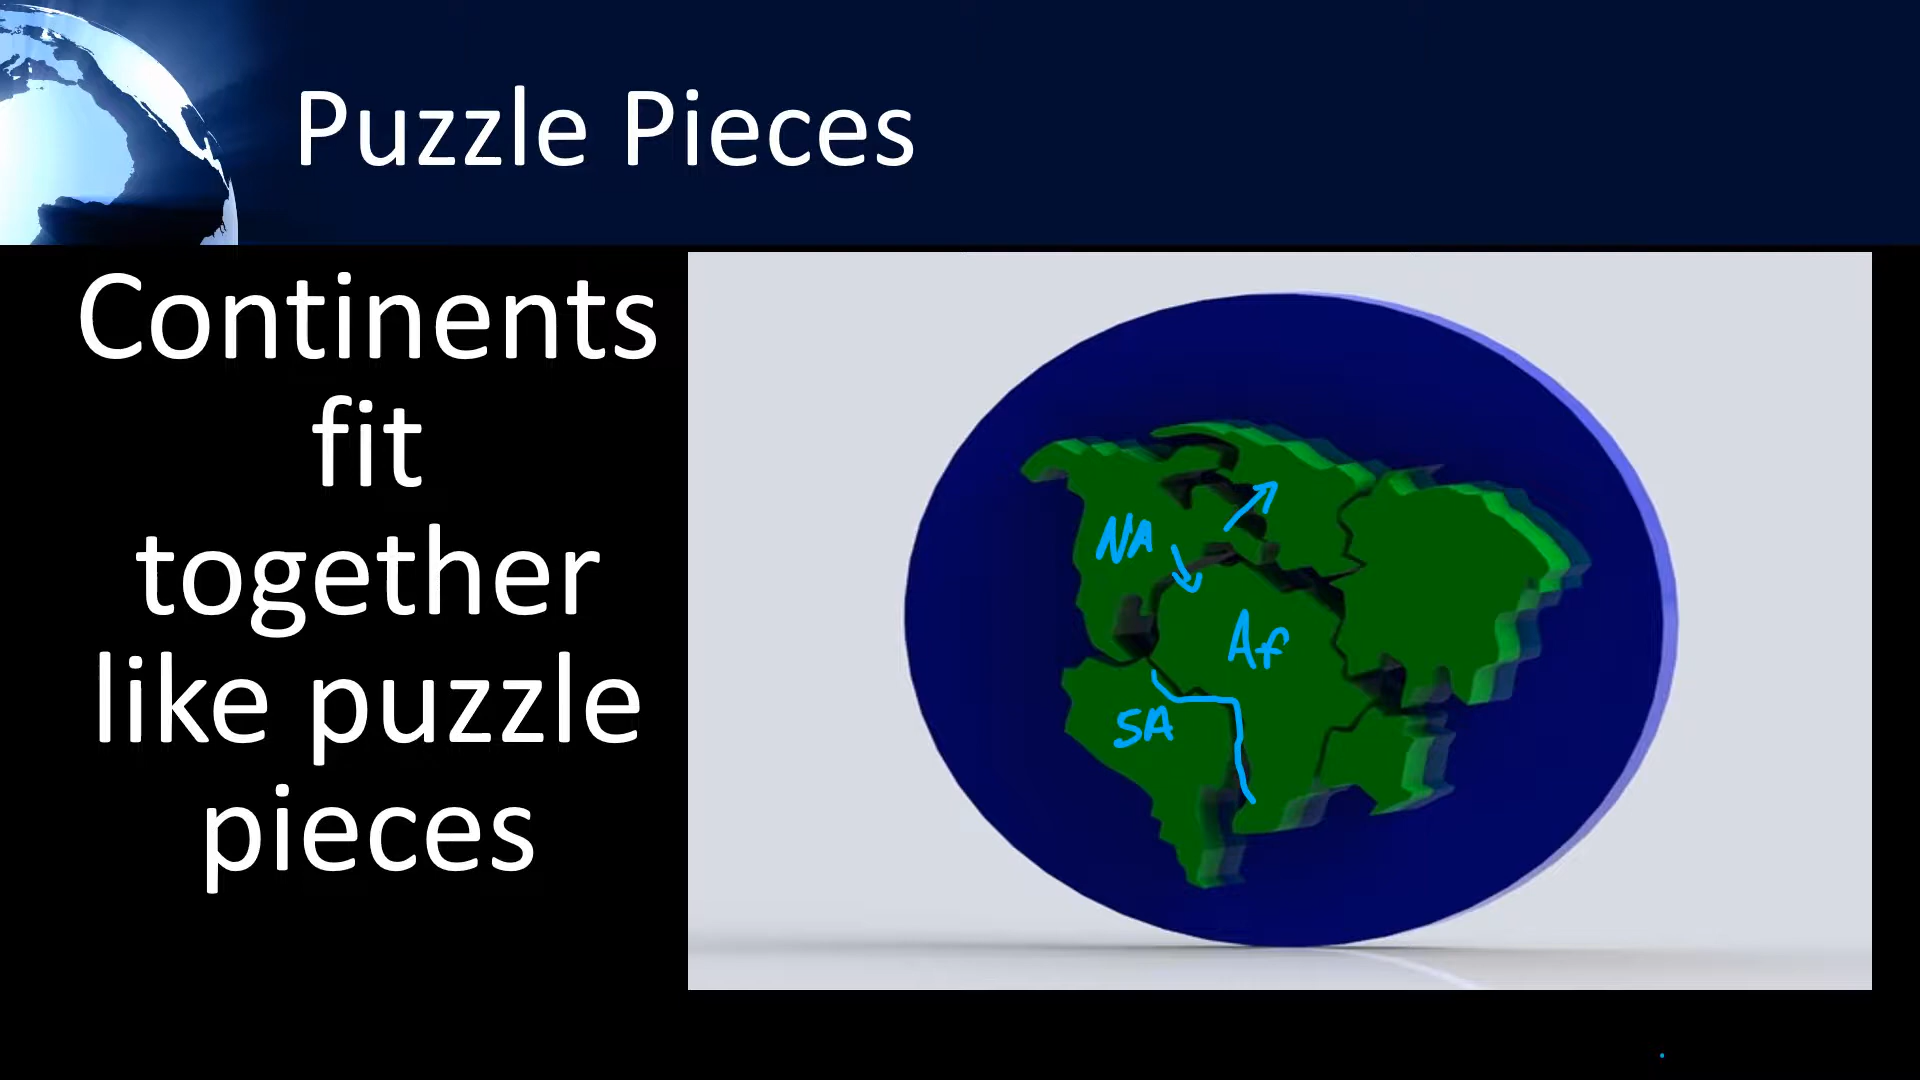 Puzzle Pieces
Continents
fit
together
like puzzle
pieces
NA
Af
SA